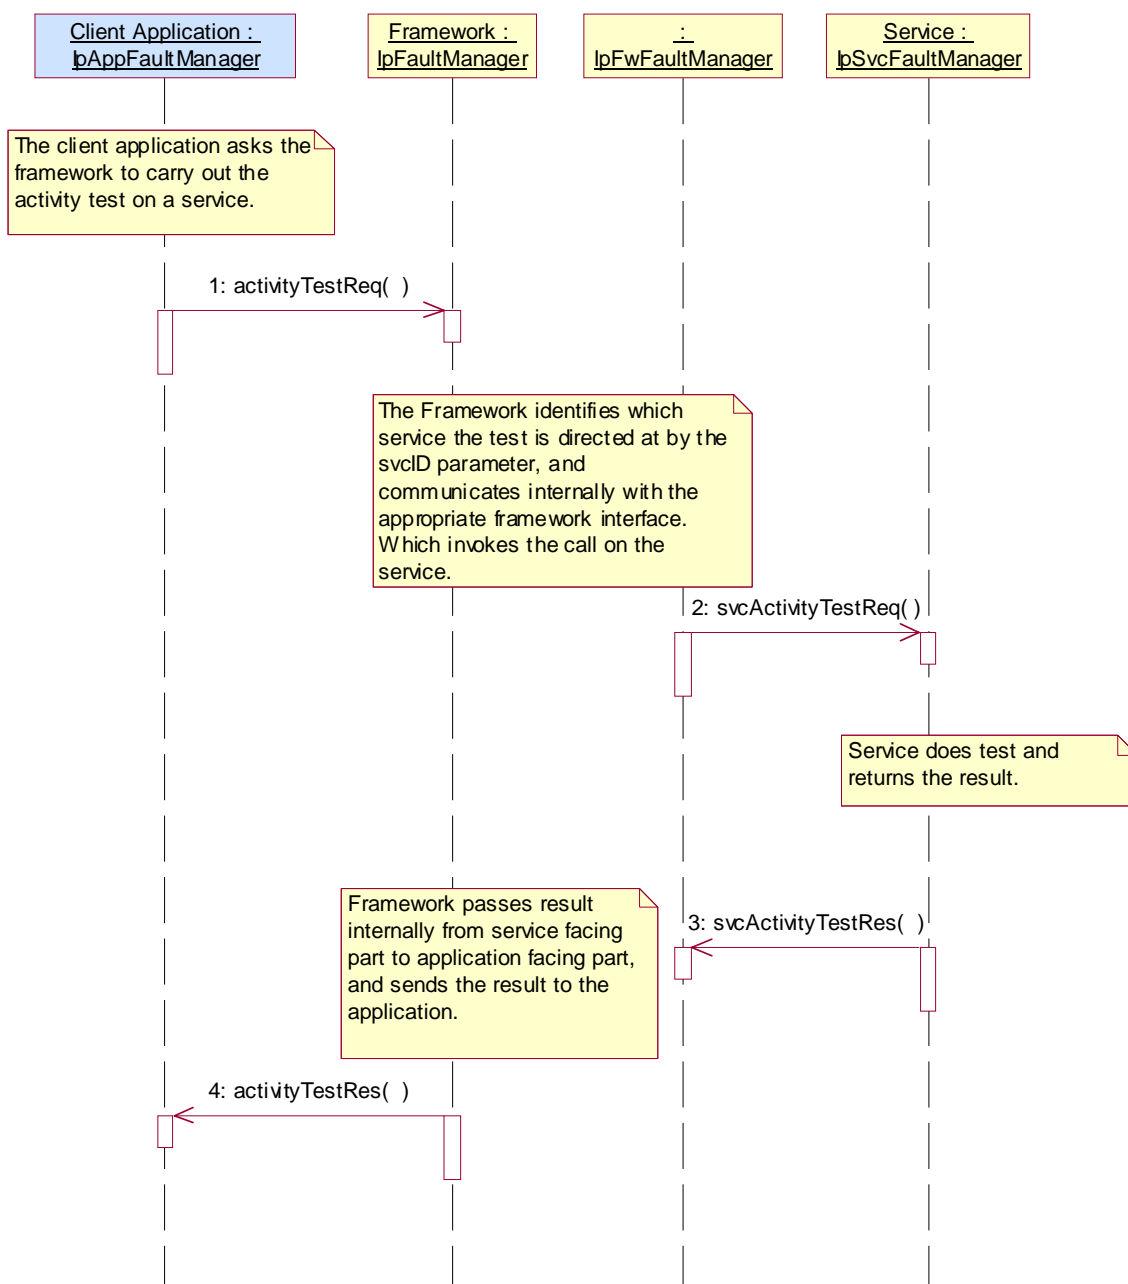 Client Application :
IpAppFaultManager
Framework :
IpFaultManager
:
IpFwFaultManager
Service :
IpSvcFaultManager
The client application asks the
framework to carry out the
activity test on a service.
1: activityTestReq(  )
The Framework identifies which
service the test is directed at by the
svcID parameter, and
communicates internally with the
appropriate framework interface.
Which invokes the call on the
service.
2: svcActivityTestReq( )
Service does test and
returns the result.
Framework passes result
internally from service facing
part to application facing part,
and sends the result to the
application.
3: svcActivityTestRes(  )
4: activityTestRes(  )